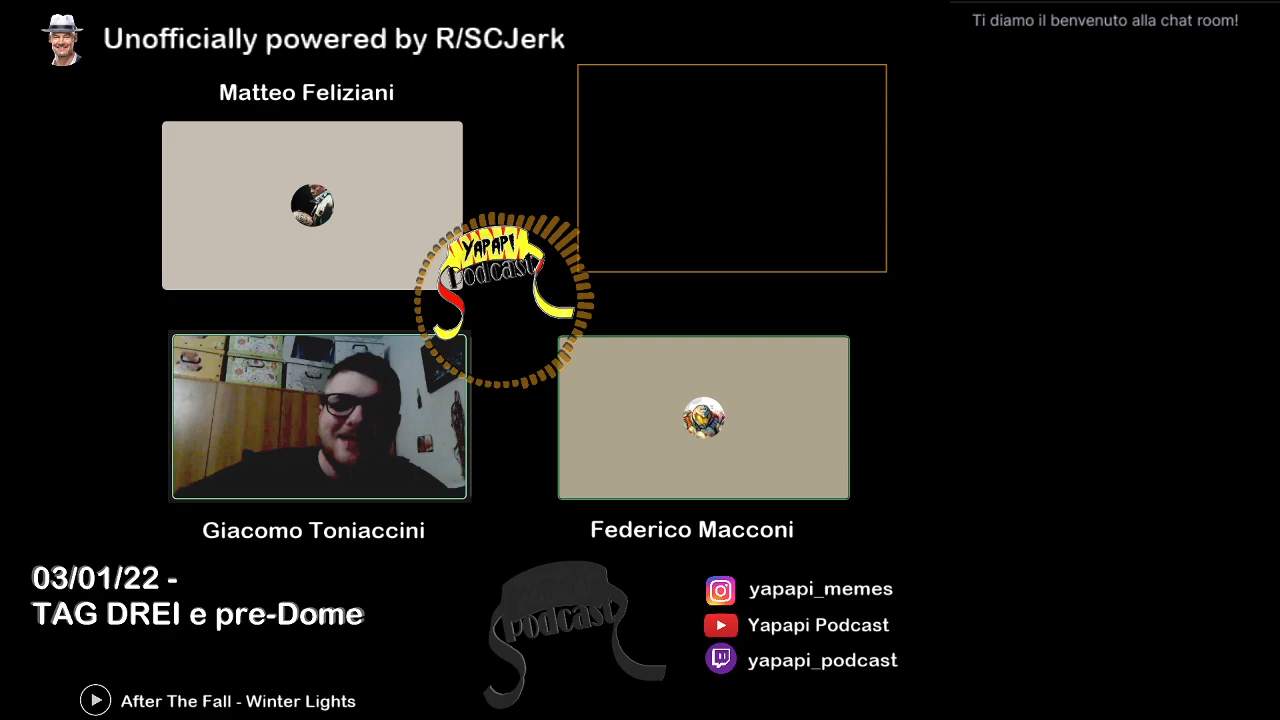 Unofficially powered by R/SCJerk
Ti diamo il benvenuto alla chat room!
Matteo Feliziani
YAPAPI
Podcast
Giacomo Toniaccini
Federico Macconi
03/01/22 -
TAG DREI e pre-Dome
podcast
yapapi_memes
Yapapi Podcast
yapapi_podcast
After The Fall - Winter Lights